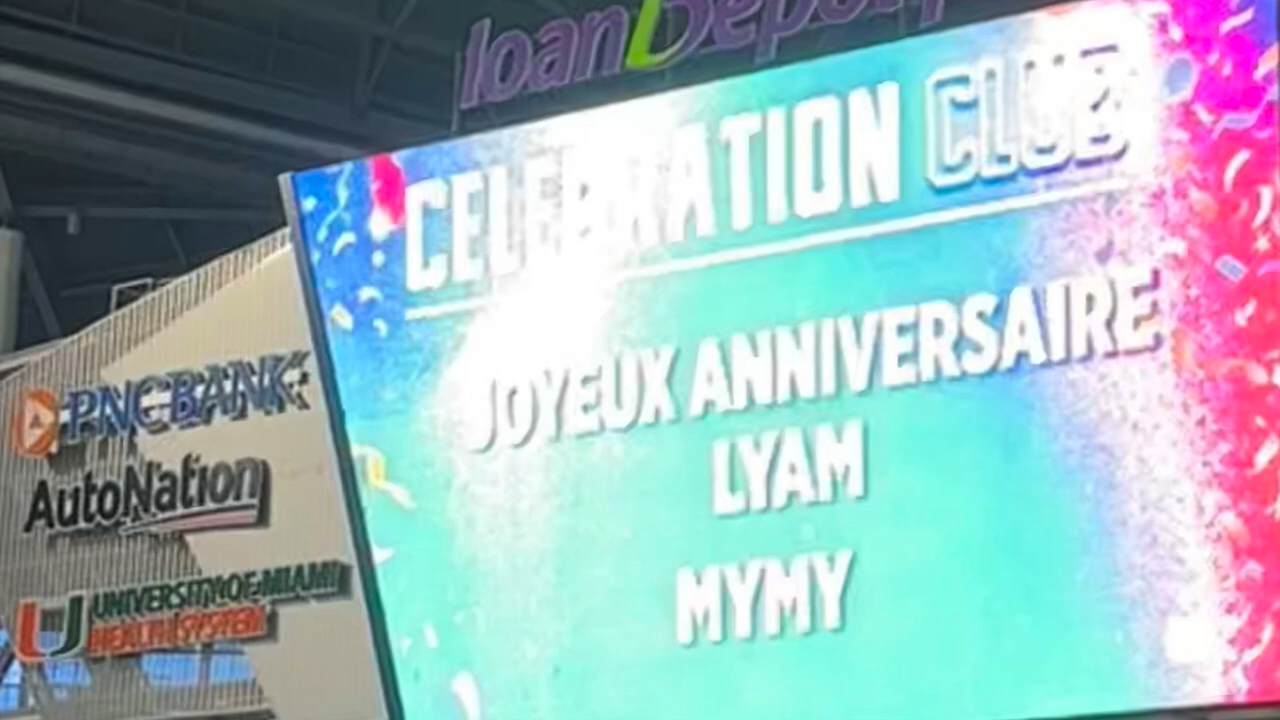 loanDepot
CELEBRATION CLUB
JOYEUX ANNIVERSAIRE
LYAM
MYMY
PNC BANK
AutoNation
UNIVERSITY OF MIAMI
HEALTH SYSTEM